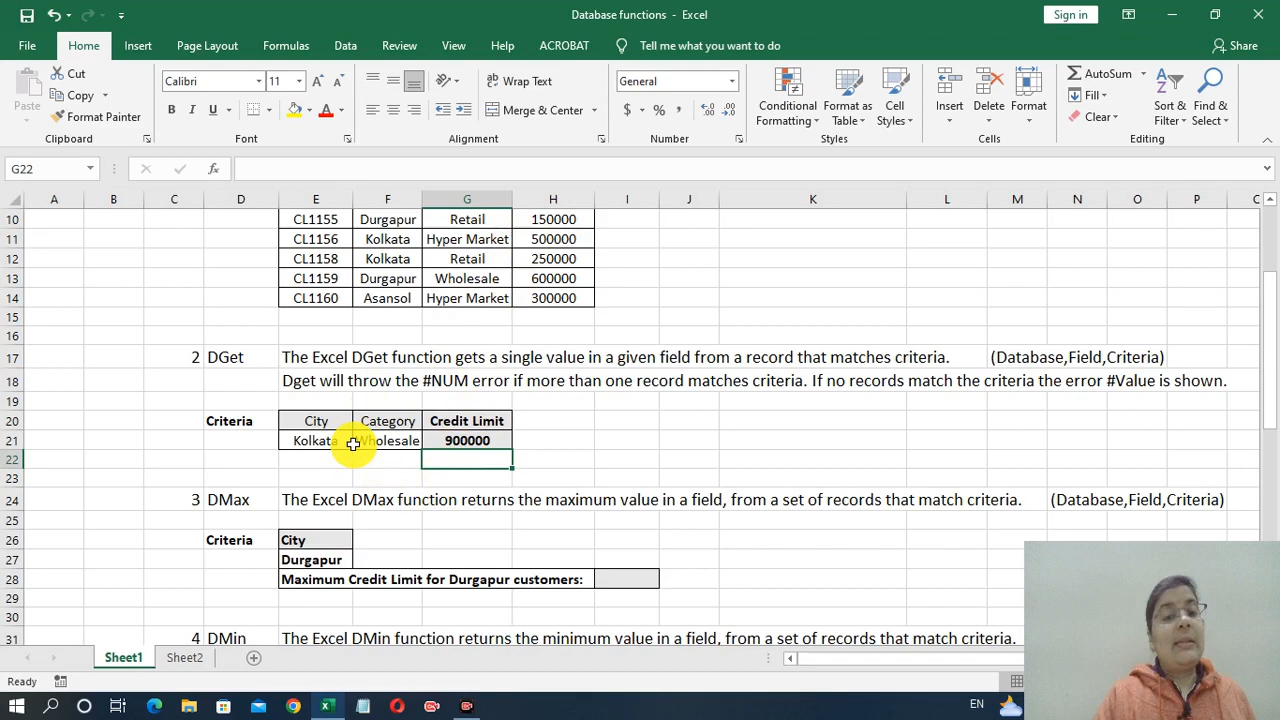 Database functions - Excel
Sign in
File Home Insert Page Layout Formulas Data Review View Help ACROBAT Tell me what you want to do Share
Paste
Cut
Copy
Format Painter
Clipboard
Calibri 11
B I U
Font
Wrap Text
Merge & Center
Alignment
General
$ % ,
Number
Conditional Formatting
Format as Table
Cell Styles
Styles
Insert
Delete
Format
Cells
AutoSum
Fill
Clear
Sort & Filter
Find & Select
Editing
G22
fx
A B C D E F G H I J K L M N O P
10 CL1155 Durgapur Retail 150000
11 CL1156 Kolkata Hyper Market 500000
12 CL1158 Kolkata Retail 250000
13 CL1159 Durgapur Wholesale 600000
14 CL1160 Asansol Hyper Market 300000
15
16
17 2 DGet The Excel DGet function gets a single value in a given field from a record that matches criteria. (Database,Field,Criteria)
18 Dget will throw the #NUM error if more than one record matches criteria. If no records match the criteria the error #Value is shown.
19
20 Criteria City Category Credit Limit
21 Kolkata Wholesale 900000
22
23
24 3 DMax The Excel DMax function returns the maximum value in a field, from a set of records that match criteria. (Database,Field,Criteria)
25
26 Criteria City
27 Durgapur
28 Maximum Credit Limit for Durgapur customers:
29
30
31 4 DMin The Excel DMin function returns the minimum value in a field, from a set of records that match criteria.
Sheet1 Sheet2
Ready
EN